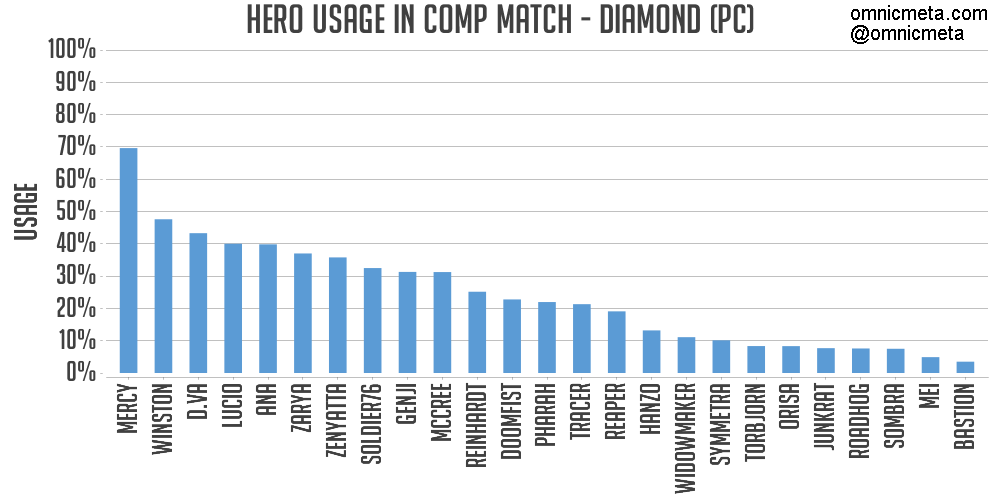 HERO USAGE IN COMP MATCH - DIAMOND (PC)
omnicmeta.com
@omnicmeta
100%
90%
80%
70%
60%
50%
40%
30%
20%
10%
0%
USAGE
MERCY
WINSTON
D.VA
LUCIO
ANA
ZARYA
ZENYATTA
SOLDIER76
GENJI
MCCREE
REINHARDT
DOOMFIST
PHARAH
TRACER
REAPER
HANZO
WIDOWMAKER
SYMMETRA
TORBJORN
ORISA
JUNKRAT
ROADHOG
SOMBRA
MEI
BASTION